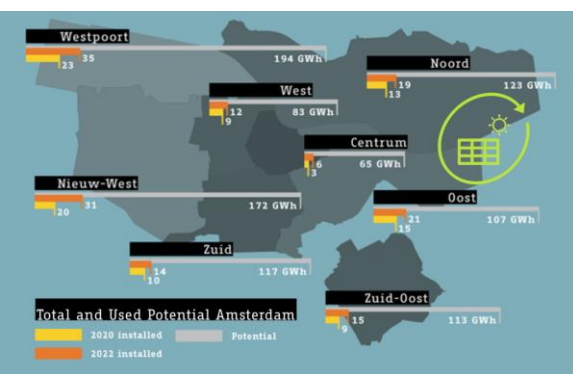 Westpoort
35
194 GWh
23
Noord
19
123 GWh
13
West
12
83 GWh
9
Centrum
6
65 GWh
3
Nieuw-West
31
172 GWh
20
Oost
21
107 GWh
15
Zuid
14
117 GWh
10
Zuid-Oost
15
113 GWh
9
Total and Used Potential Amsterdam
2020 installed
Potential
2022 installed